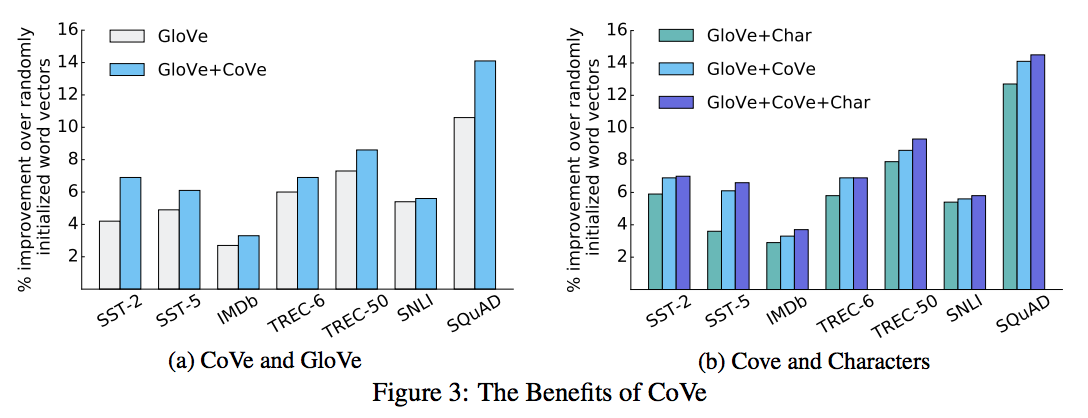 % improvement over randomly
initialized word vectors
16
14
12
10
8
6
4
2
GloVe
GloVe+CoVe
SST-2
SST-5
IMDb
TREC-6
TREC-50
SNLI
SQuAD
(a) CoVe and GloVe
% improvement over randomly
initialized word vectors
16
14
12
10
8
6
4
2
GloVe+Char
GloVe+CoVe
GloVe+CoVe+Char
SST-2
SST-5
IMDb
TREC-6
TREC-50
SNLI
SQuAD
(b) Cove and Characters
Figure 3: The Benefits of CoVe